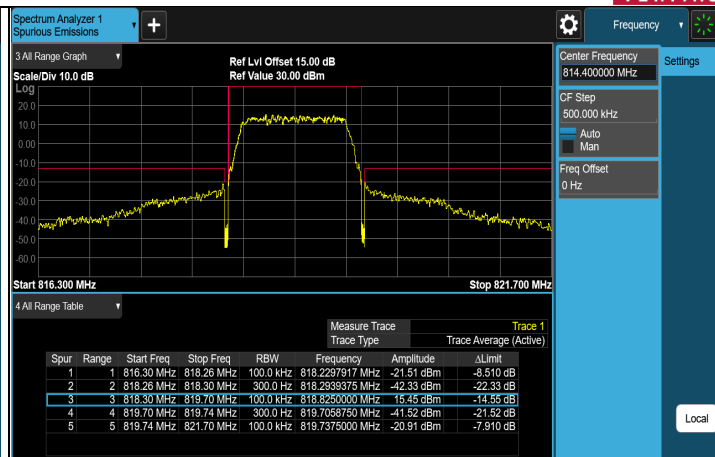 Spectrum Analyzer 1
Spurious Emissions
+
Frequency
3 All Range Graph
Ref Lvl Offset 15.00 dB
Scale/Div 10.0 dB
Ref Value 30.00 dBm
Log
20.0
10.0
0.00
-10.0
-20.0
-30.0
-40.0
-50.0
-60.0
Start 816.300 MHz
Stop 821.700 MHz
Center Frequency
814.400000 MHz
Settings
CF Step
500.000 kHz
Auto
Man
Freq Offset
0 Hz
4 All Range Table
Measure Trace Trace 1
Trace Type Trace Average (Active)
Spur Range Start Freq Stop Freq RBW Frequency Amplitude ΔLimit
1 1 816.30 MHz 818.26 MHz 100.0 kHz 818.2297917 MHz -21.51 dBm -8.510 dB
2 2 818.26 MHz 818.30 MHz 300.0 Hz 818.2939375 MHz -42.33 dBm -22.33 dB
3 3 818.30 MHz 819.70 MHz 100.0 kHz 818.8250000 MHz 15.45 dBm -14.55 dB
4 4 819.70 MHz 819.74 MHz 300.0 Hz 819.7058750 MHz -41.52 dBm -21.52 dB
5 5 819.74 MHz 821.70 MHz 100.0 kHz 819.7375000 MHz -20.91 dBm -7.910 dB
Local